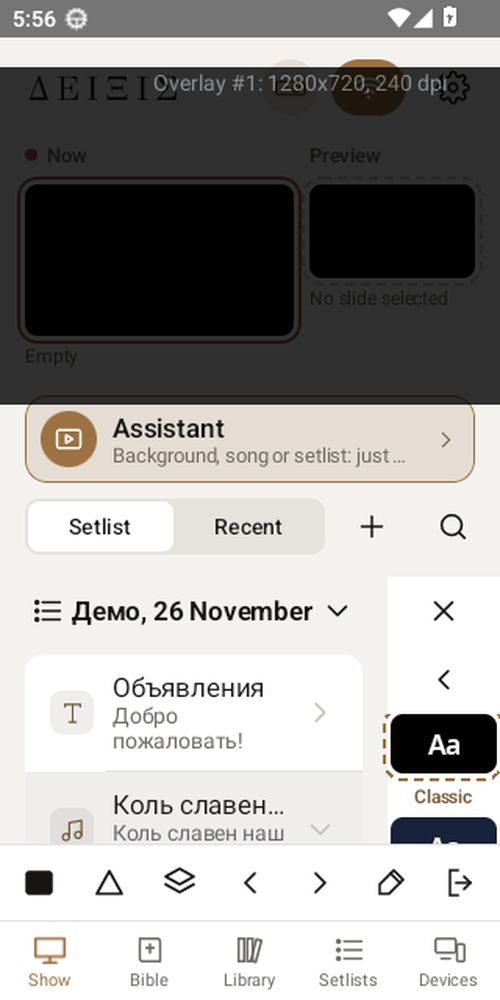 5:56
ΔΕΙΞΙΣ
Overlay #1: 1280x720, 240 dpi
Now
Preview
No slide selected
Empty
Assistant
Background, song or setlist: just ...
Setlist
Recent
Демо, 26 November
Объявления
Добро
пожаловать!
Коль славен...
Коль славен наш
Aa
Classic
Show
Bible
Library
Setlists
Devices